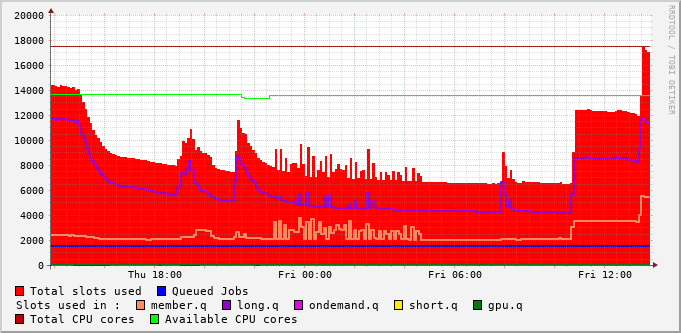 20000
18000
16000
14000
12000
10000
8000
6000
4000
2000
0
Thu 18:00 Fri 00:00 Fri 06:00 Fri 12:00
Total slots used Queued Jobs
Slots used in : member.q long.q ondemand.q short.q gpu.q
Total CPU cores Available CPU cores
RRDTOOL / TOBI OETIKER